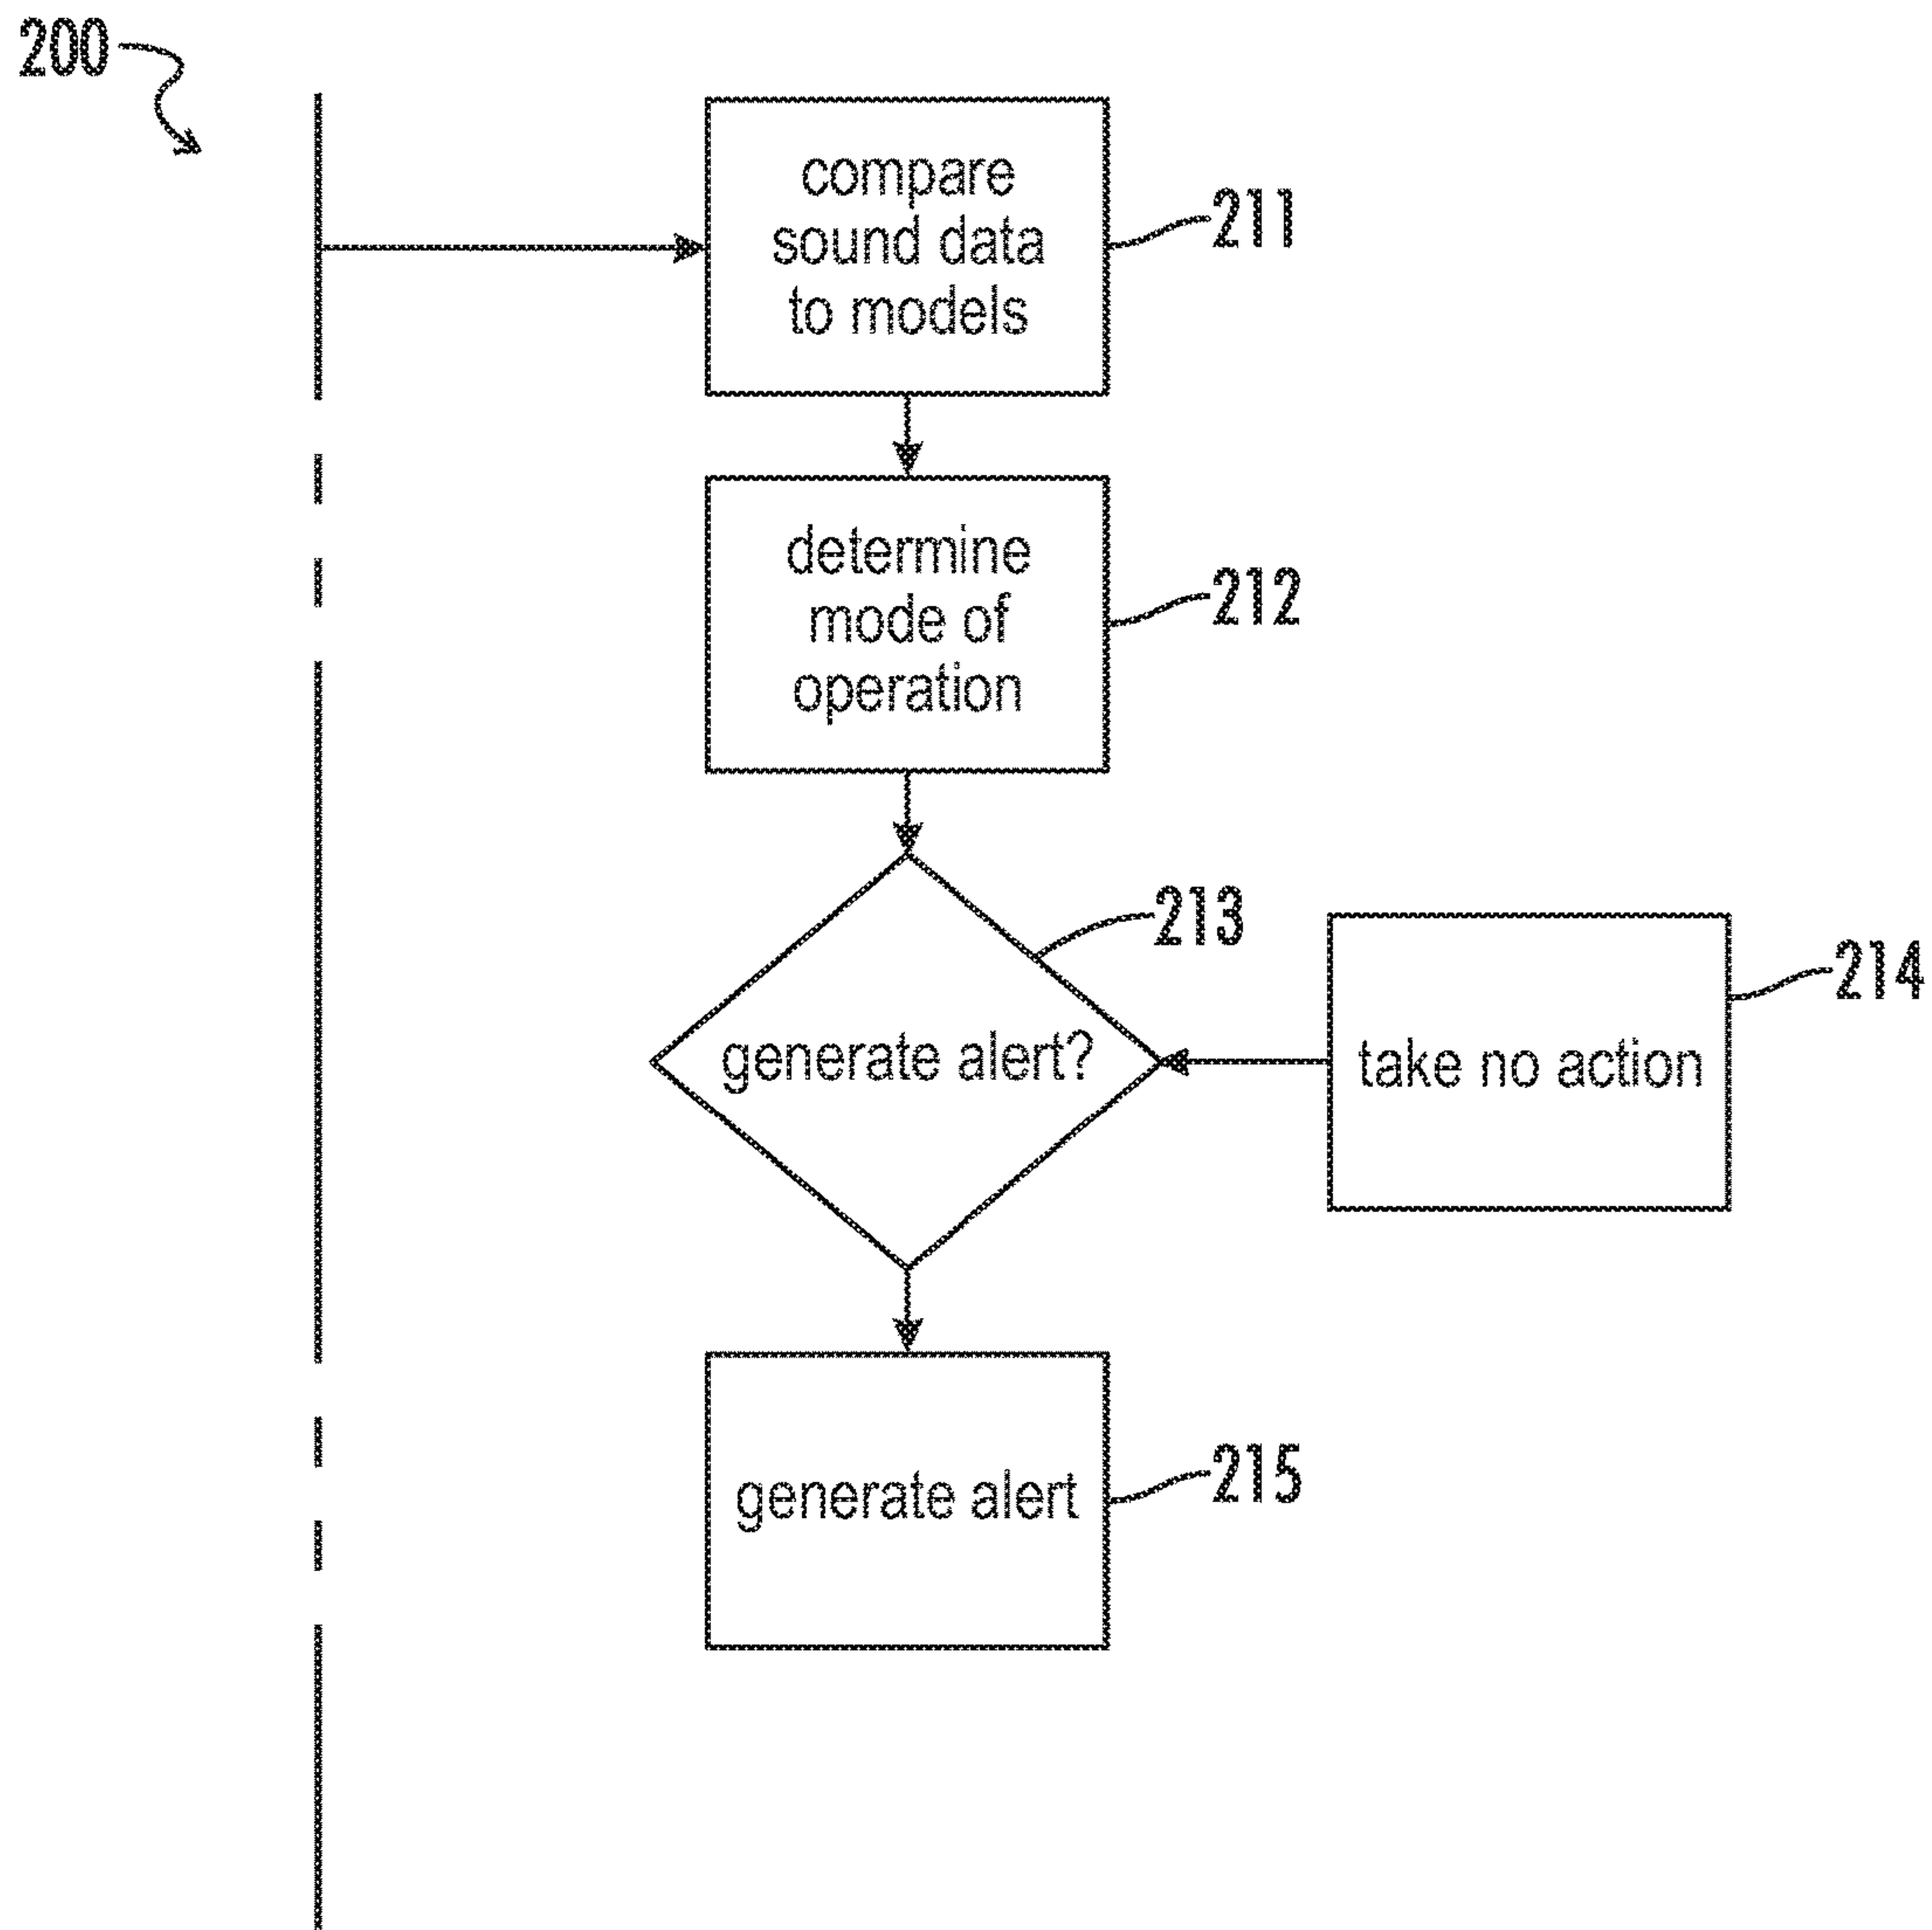 200
compare
sound data
to models
211
determine
mode of
operation
212
213
generate alert?
take no action
214
generate alert
215